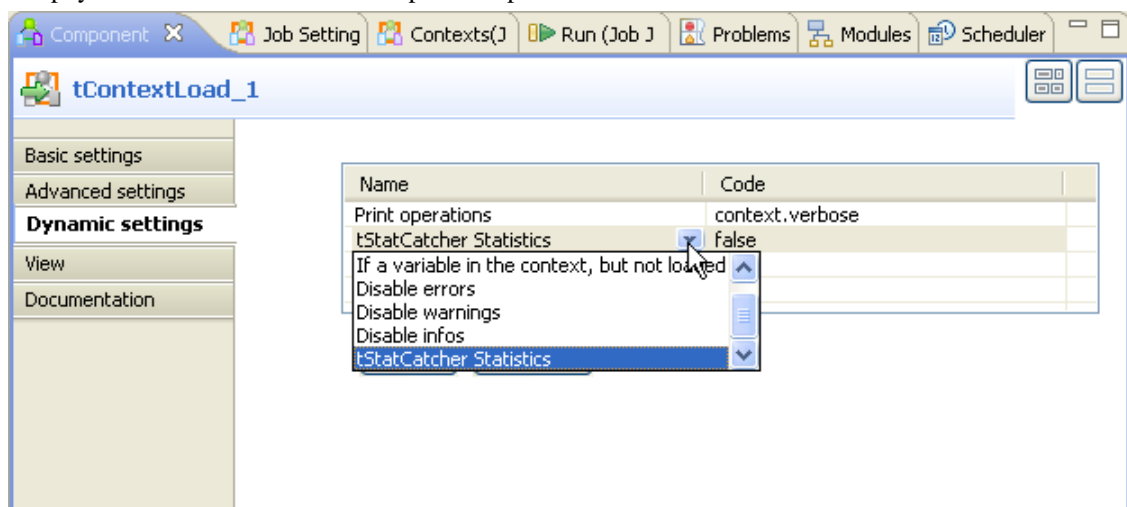 Component Job Setting Contexts(J Run (Job J Problems Modules Scheduler
tContextLoad_1
Basic settings
Advanced settings
Dynamic settings
View
Documentation
Name Code
Print operations context.verbose
tStatCatcher Statistics false
If a variable in the context, but not loaded
Disable errors
Disable warnings
Disable infos
tStatCatcher Statistics